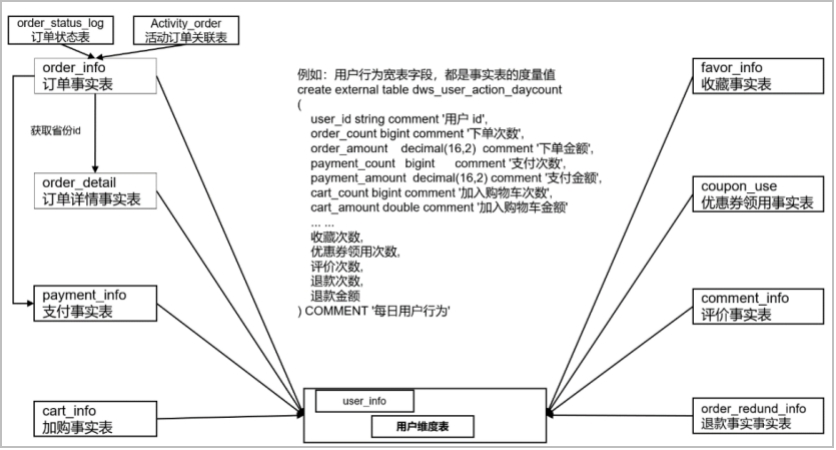 order_status_log
订单状态表
Activity_order
活动订单关联表
order_info
订单事实表
获取省份id
order_detail
订单详情事实表
payment_info
支付事实表
cart_info
加购事实表
例如：用户行为宽表字段，都是事实表的度量值
create external table dws_user_action_daycount
(
user_id string comment '用户 id',
order_count bigint comment '下单次数',
order_amount decimal(16,2) comment '下单金额',
payment_count bigint comment '支付次数',
payment_amount decimal(16,2) comment '支付金额',
cart_count bigint comment '加入购物车次数',
cart_amount double comment '加入购物车金额'
... ...
收藏次数,
优惠券领用次数,
评价次数,
退款次数,
退款金额
) COMMENT '每日用户行为'
user_info
用户维度表
favor_info
收藏事实表
coupon_use
优惠券领用事实表
comment_info
评价事实表
order_redund_info
退款事实事实表